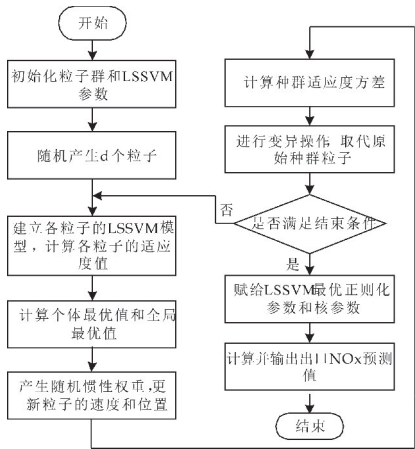 开始
初始化粒子群和LSSVM
参数
随机产生d个粒子
建立各粒子的LSSVM模
型，计算各粒子的适应
度值
计算个体最优值和全局
最优值
产生随机惯性权重,更
新粒子的速度和位置
计算种群适应度方差
进行变异操作,取代原
始种群粒子
否
是否满足结束条件
是
赋给LSSVM最优正则化
参数和核参数
计算并输出出口NOx预测
值
结束